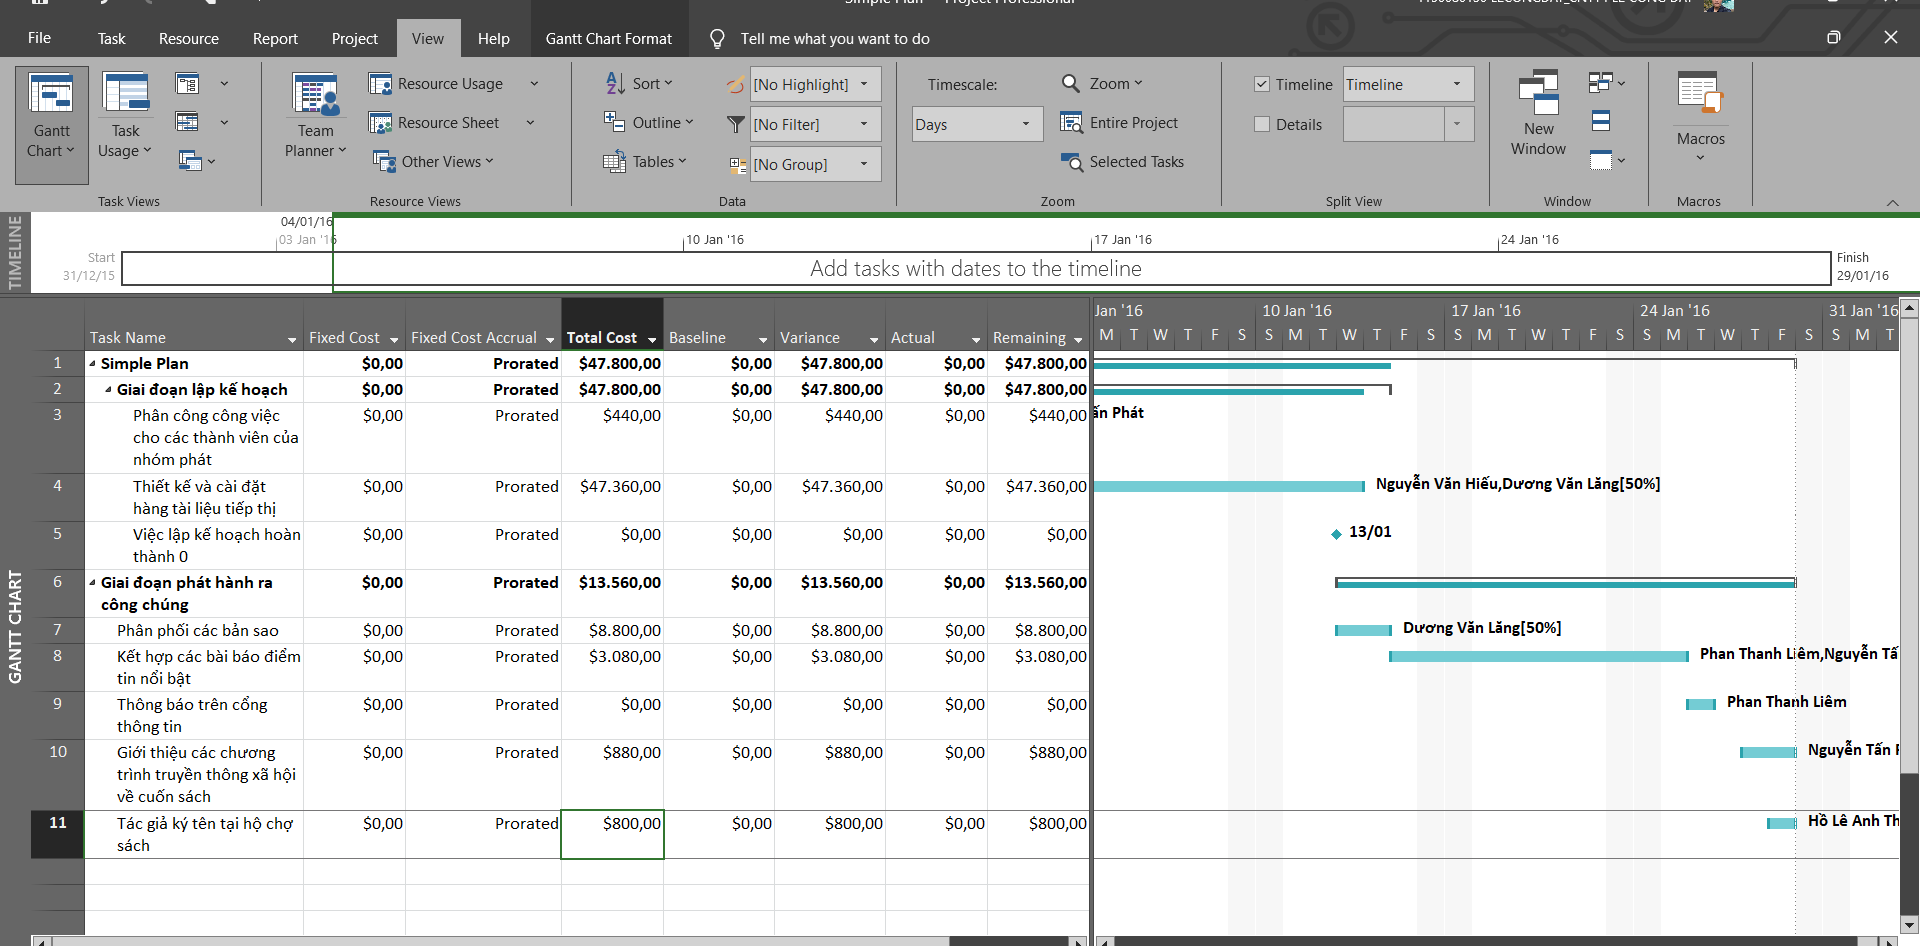 File Task Resource Report Project View Help Gantt Chart Format Tell me what you want to do
Gantt Chart
Task Usage
Task Views
Team Planner
Resource Usage
Resource Sheet
Other Views
Resource Views
Sort
Outline
Tables
[No Highlight]
[No Filter]
[No Group]
Data
Timescale:
Days
Zoom
Entire Project
Selected Tasks
Zoom
Timeline Timeline
Details
Split View
New Window
Window
Macros
Macros
TIMELINE
04/01/16
03 Jan '16 10 Jan '16 17 Jan '16 24 Jan '16
Start
31/12/15
Add tasks with dates to the timeline
Finish
29/01/16
GANTT CHART
Task Name Fixed Cost Fixed Cost Accrual Total Cost Baseline Variance Actual Remaining
1 Simple Plan $0,00 Prorated $47.800,00 $0,00 $47.800,00 $0,00 $47.800,00
2 Giai đoạn lập kế hoạch $0,00 Prorated $47.800,00 $0,00 $47.800,00 $0,00 $47.800,00
3 Phân công công việc $0,00 Prorated $440,00 $0,00 $440,00 $0,00 $440,00
cho các thành viên của
nhóm phát
4 Thiết kế và cài đặt $0,00 Prorated $47.360,00 $0,00 $47.360,00 $0,00 $47.360,00
hàng tài liệu tiếp thị
5 Việc lập kế hoạch hoàn $0,00 Prorated $0,00 $0,00 $0,00 $0,00 $0,00
thành 0
6 Giai đoạn phát hành ra $0,00 Prorated $13.560,00 $0,00 $13.560,00 $0,00 $13.560,00
công chúng
7 Phân phối các bản sao $0,00 Prorated $8.800,00 $0,00 $8.800,00 $0,00 $8.800,00
8 Kết hợp các bài báo điểm $0,00 Prorated $3.080,00 $0,00 $3.080,00 $0,00 $3.080,00
tin nổi bật
9 Thông báo trên cổng $0,00 Prorated $0,00 $0,00 $0,00 $0,00 $0,00
thông tin
10 Giới thiệu các chương $0,00 Prorated $880,00 $0,00 $880,00 $0,00 $880,00
trình truyền thông xã hội
về cuốn sách
11 Tác giả ký tên tại hộ chợ $0,00 Prorated $800,00 $0,00 $800,00 $0,00 $800,00
sách
Jan '16 10 Jan '16 17 Jan '16 24 Jan '16 31 Jan '16
M T W T F S S M T W T F S S M T W T F S S M T W T F S S M T
Phát
Nguyễn Văn Hiếu,Dương Văn Lăng[50%]
13/01
Dương Văn Lăng[50%]
Phan Thanh Liêm,Nguyễn
Phan Thanh Liêm
Nguyễn Tấn
Hồ Lê Anh